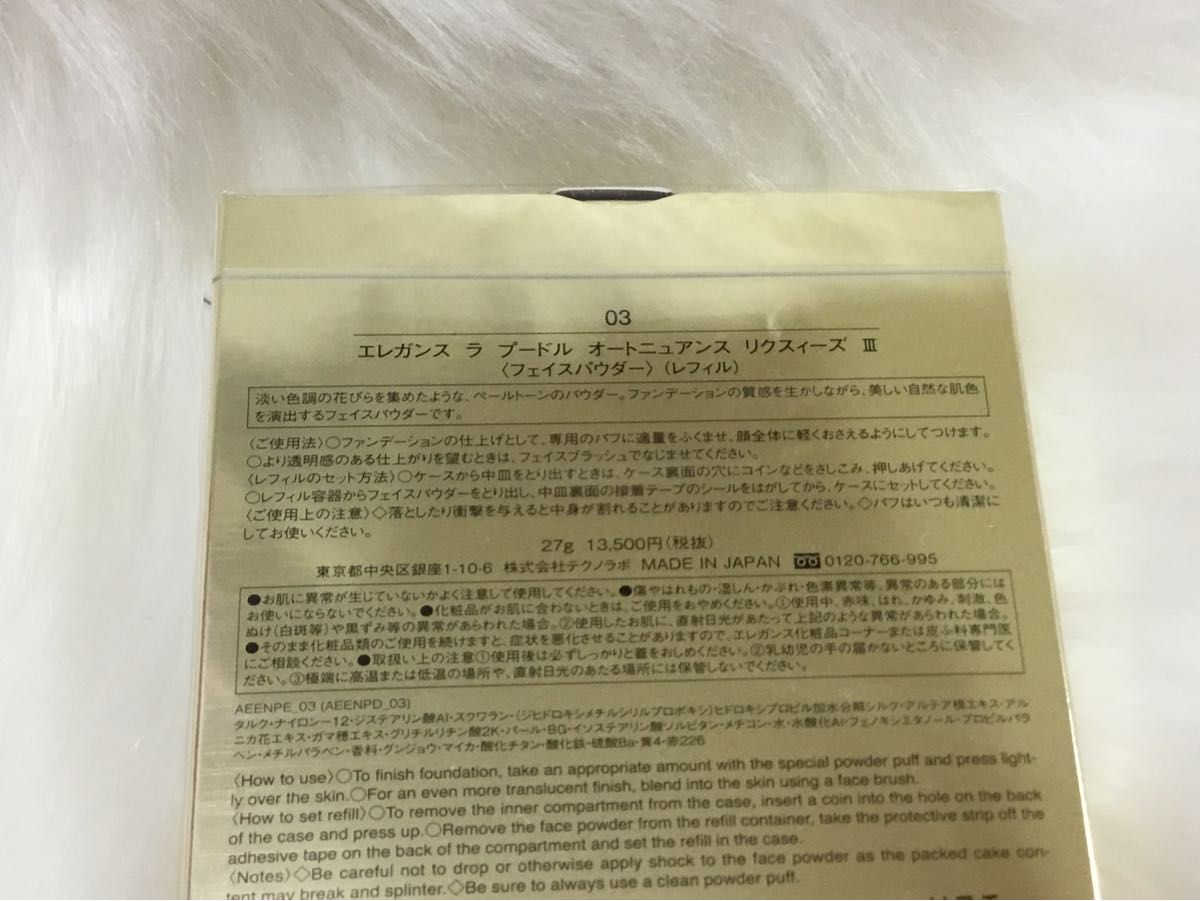 03
エレガンス ラ プードル オートニュアンス リクスィーズ Ⅲ
〈フェイスパウダー〉(レフィル)
淡い色調の花びらを集めたような、ペールトーンのパウダー。ファンデーションの質感を生かしながら、美しい自然な肌色
を演出するフェイスパウダーです。
〈ご使用法〉○ファンデーションの仕上げとして、専用のパフに適量をふくませ、顔全体に軽くおさえるようにしてつけます。
○より透明感のある仕上がりを望むときは、フェイスブラッシュでなじませてください。
〈レフィルのセット方法〉○ケースから中皿をとり出すときは、ケース裏面の穴にコインなどをさしこみ、押しあげてください。
○レフィル容器からフェイスパウダーをとり出し、中皿裏面の接着テープのシールをはがしてから、ケースにセットしてください。
〈ご使用上の注意〉◇落としたり衝撃を与えると中身が割れることがありますのでご注意ください。◇パフはいつも清潔に
してお使いください。
27g 13,500円(税抜)
東京都中央区銀座1-10-6 株式会社テクノラボ MADE IN JAPAN 0120-766-995
●お肌に異常が生じていないかよく注意して使用してください。●傷やはれもの・湿しん・かぶれ・色素異常等、異常のある部分には
お使いにならないでください。●化粧品がお肌に合わないときは、ご使用をおやめください。①使用中、赤味、はれ、かゆみ、刺激、色
ぬけ(白斑等)や黒ずみ等の異常があらわれた場合。②使用したお肌に、直射日光があたって上記のような異常があらわれた場合。
●そのまま化粧品類のご使用を続けますと、症状を悪化させることがありますので、エレガンス化粧品コーナーまたは皮ふ科専門医
にご相談ください。●取扱い上の注意①使用後は必ずしっかりと蓋をおしめください。②乳幼児の手の届かないところに保管してく
ださい。③極端に高温または低温の場所や、直射日光のあたる場所には保管しないでください。
AEENPE_03 (AEENPD_03)
タルク・ナイロン−12・ジステアリン酸Al・スクワラン・(ジヒドロキシメチルシリルプロポキシ)ヒドロキシプロピル加水分解シルク・アルテア根エキス・アル
ニカ花エキス・ガマ穂エキス・グリチルリチン酸2K・パール・BG・イソステアリン酸ソルビタン・メチコン・水・水酸化Al・フェノキシエタノール・プロピルパラ
ベン・メチルパラベン・香料・グンジョウ・マイカ・酸化チタン・酸化鉄・硫酸Ba・黄4・赤226
〈How to use〉○To finish foundation, take an appropriate amount with the special powder puff and press light-
ly over the skin.○For an even more translucent finish, blend into the skin using a face brush.
〈How to set refill〉○To remove the inner compartment from the case, insert a coin into the hole on the back
of the case and press up.○Remove the face powder from the refill container, take the protective strip off the
adhesive tape on the back of the compartment and set the refill in the case.
〈Notes〉◇Be careful not to drop or otherwise apply shock to the face powder as the packed cake con-
tent may break and splinter.◇Be sure to always use a clean powder puff.